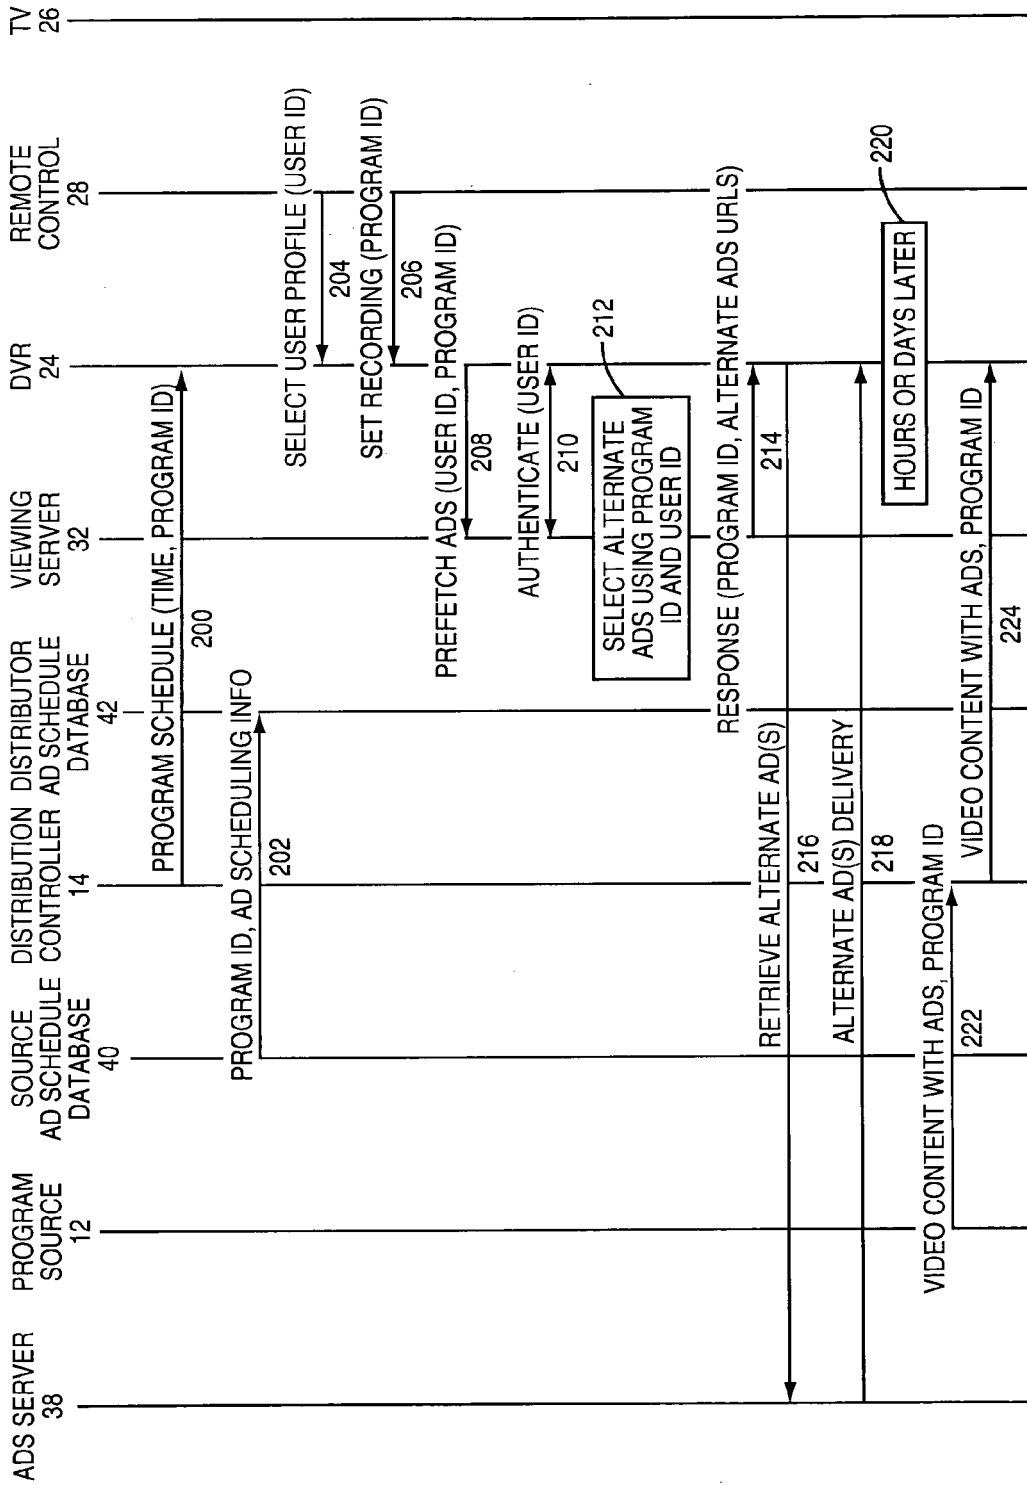 ADS SERVER
38
PROGRAM
SOURCE
12
SOURCE
AD SCHEDULE
DATABASE
40
DISTRIBUTION
CONTROLLER
14
DISTRIBUTOR
AD SCHEDULE
DATABASE
42
VIEWING
SERVER
32
DVR
24
REMOTE
CONTROL
28
TV
26
PROGRAM SCHEDULE (TIME, PROGRAM ID)
200
PROGRAM ID, AD SCHEDULING INFO
202
SELECT USER PROFILE (USER ID)
204
SET RECORDING (PROGRAM ID)
206
PREFETCH ADS (USER ID, PROGRAM ID)
208
AUTHENTICATE (USER ID)
210
SELECT ALTERNATE
ADS USING PROGRAM
ID AND USER ID
212
RESPONSE (PROGRAM ID, ALTERNATE ADS URLS)
214
RETRIEVE ALTERNATE AD(S)
216
ALTERNATE AD(S) DELIVERY
218
HOURS OR DAYS LATER
220
VIDEO CONTENT WITH ADS, PROGRAM ID
222
VIDEO CONTENT WITH ADS, PROGRAM ID
224